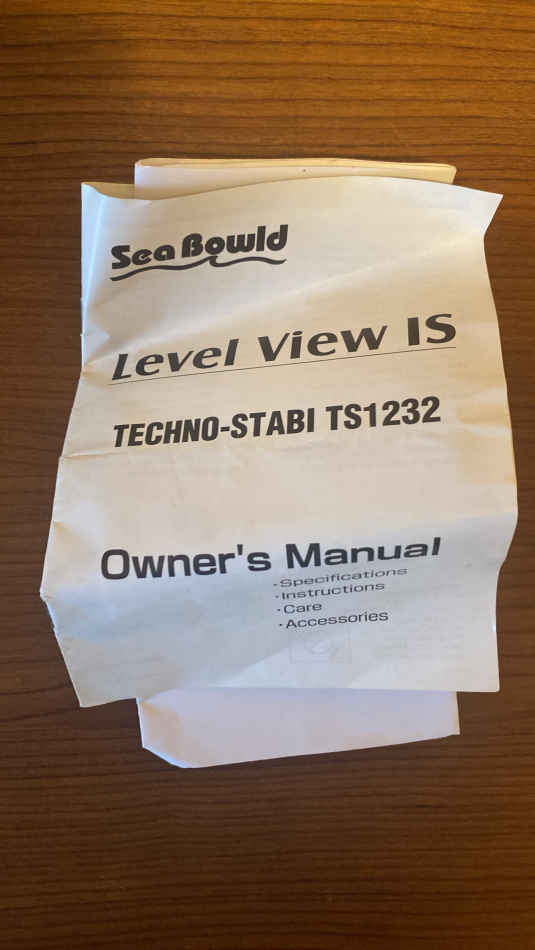 Sea Bowld
Level View IS
TECHNO-STABI TS1232
Owner's Manual
· Specifications
· Instructions
· Care
· Accessories